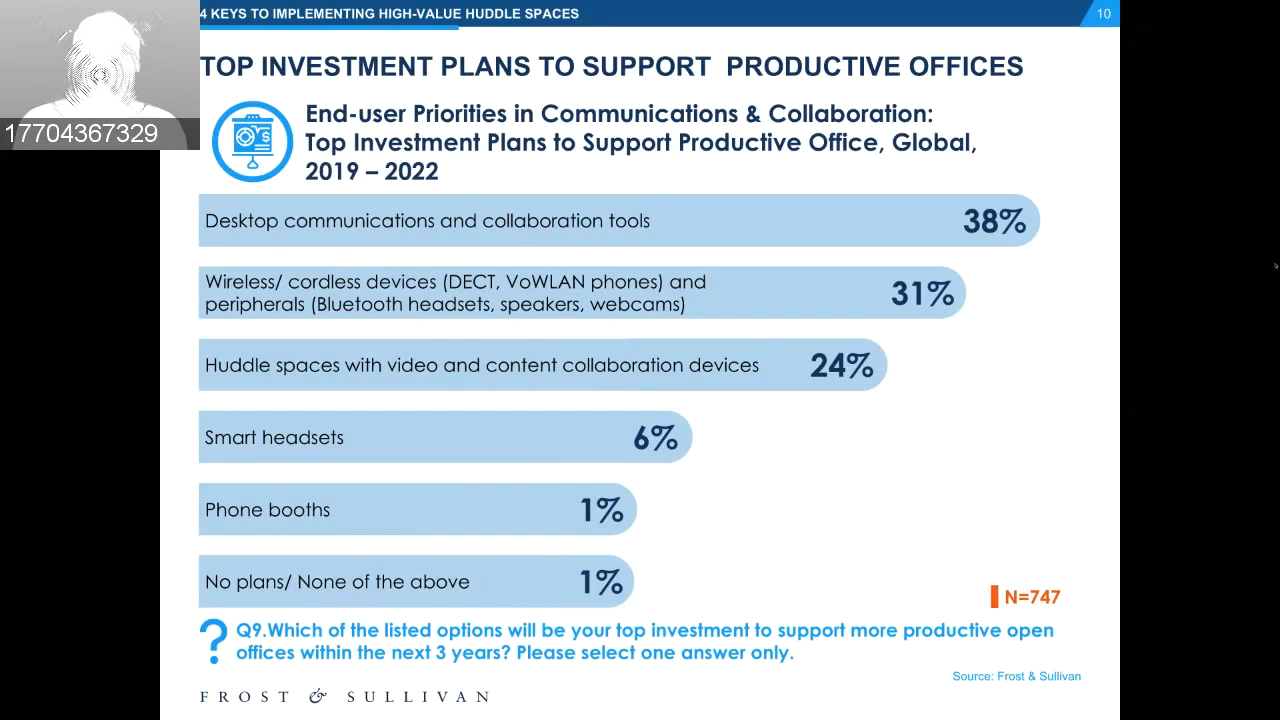 4 KEYS TO IMPLEMENTING HIGH-VALUE HUDDLE SPACES
10
17704367329
TOP INVESTMENT PLANS TO SUPPORT PRODUCTIVE OFFICES
End-user Priorities in Communications & Collaboration:
Top Investment Plans to Support Productive Office, Global,
2019 – 2022
Desktop communications and collaboration tools
38%
Wireless/ cordless devices (DECT, VoWLAN phones) and
peripherals (Bluetooth headsets, speakers, webcams)
31%
Huddle spaces with video and content collaboration devices
24%
Smart headsets
6%
Phone booths
1%
No plans/ None of the above
1%
N=747
Q9.Which of the listed options will be your top investment to support more productive open
offices within the next 3 years? Please select one answer only.
Source: Frost & Sullivan
FROST & SULLIVAN